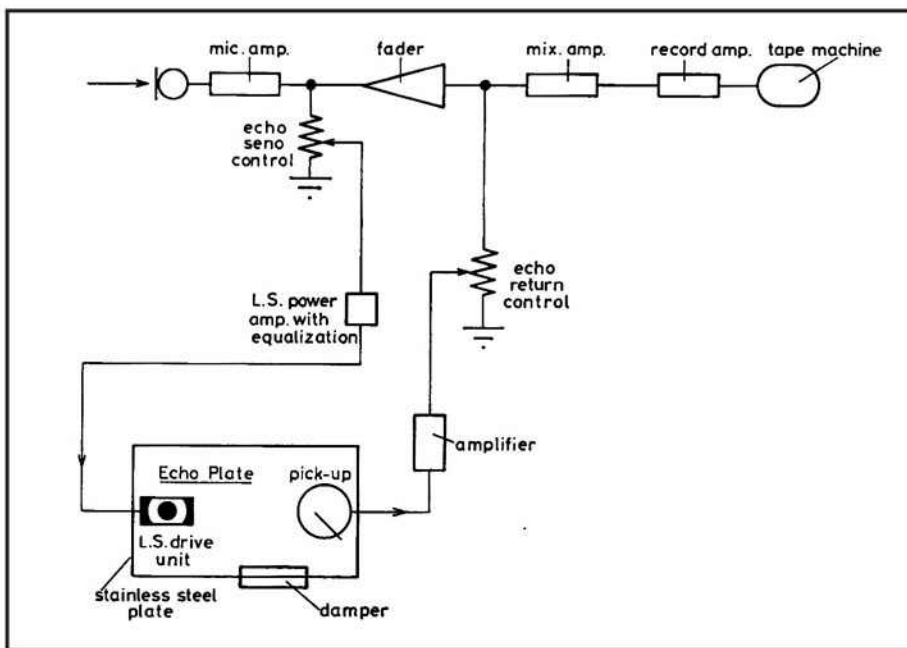 mic. amp.
fader
mix. amp.
record amp.
tape machine
echo
seno
control
echo
return
control
L.S. power
amp. with
equalization
amplifier
Echo Plate
pick-up
L.S. drive
unit
stainless steel
plate
damper